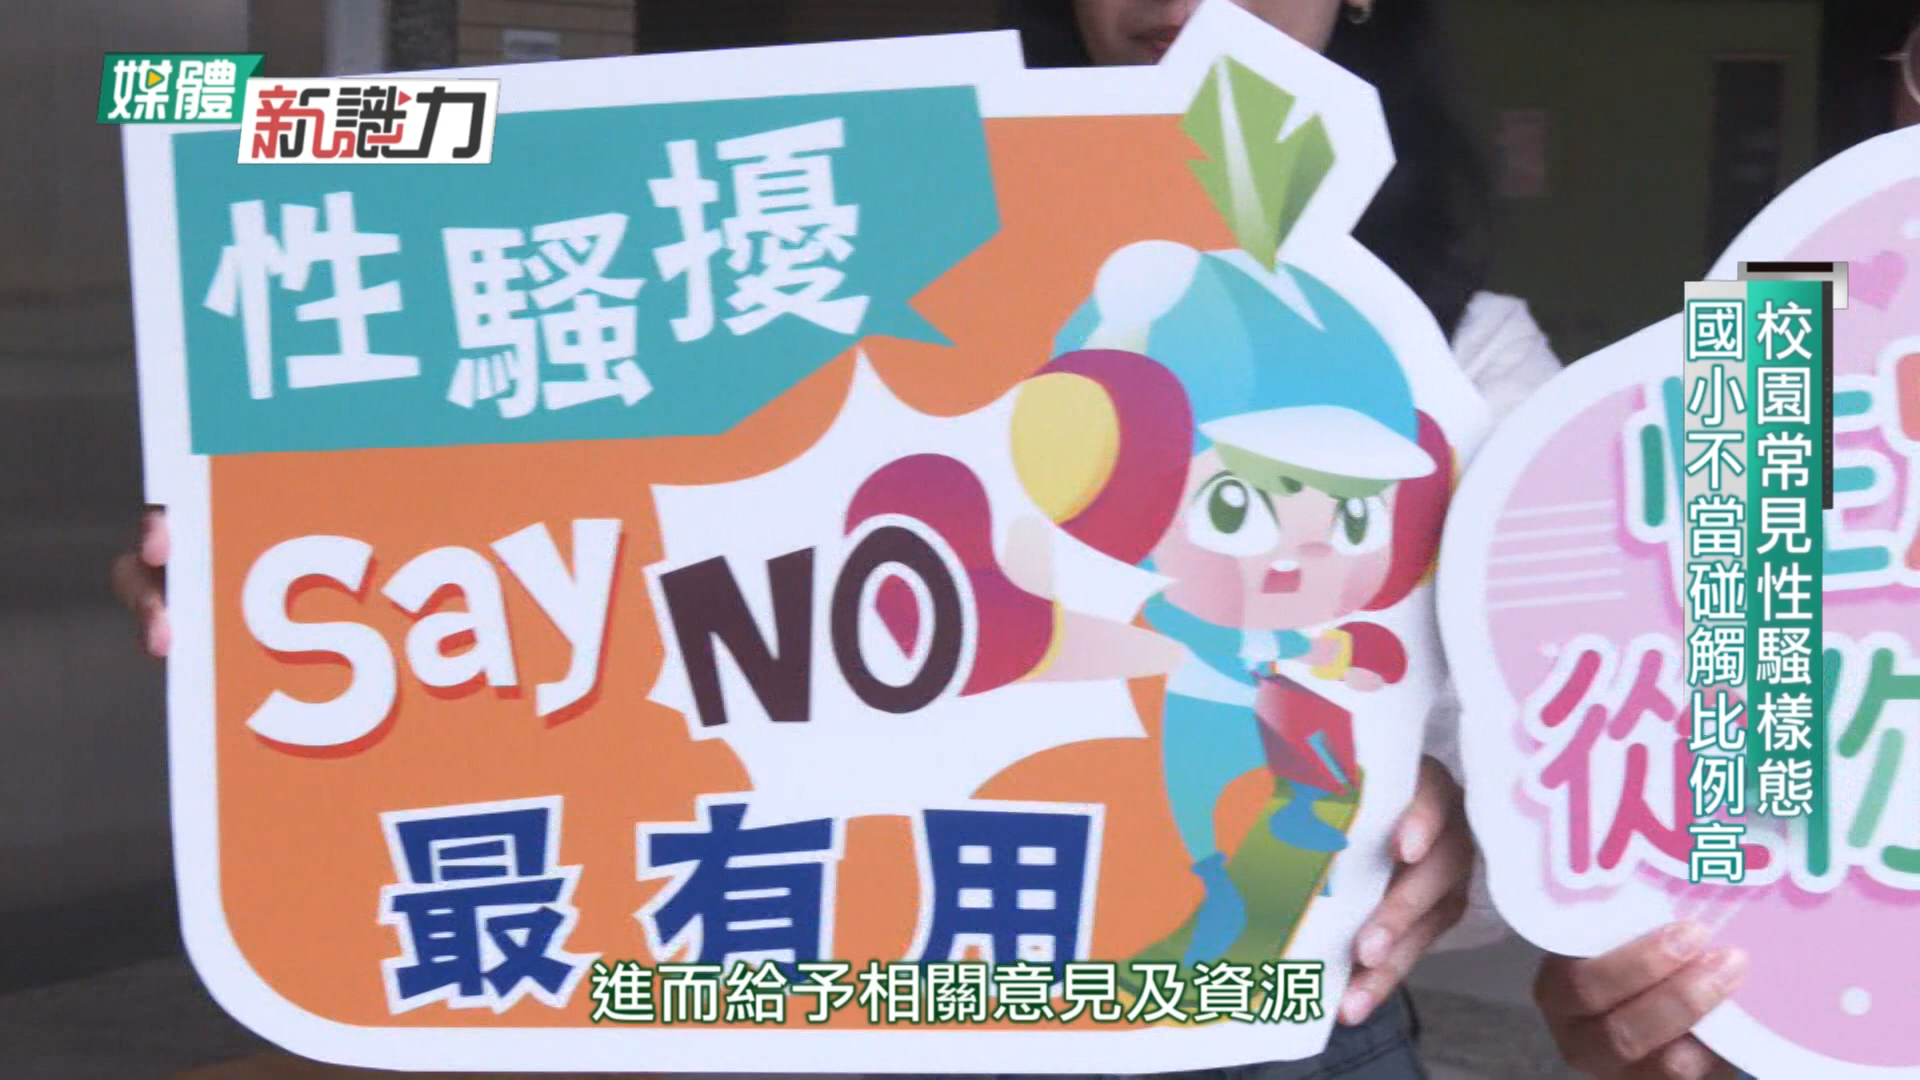 媒體
新識力
性騷擾
Say NO
最有用
從你
校園常見性騷樣態
國小不當碰觸比例高
進而給予相關意見及資源